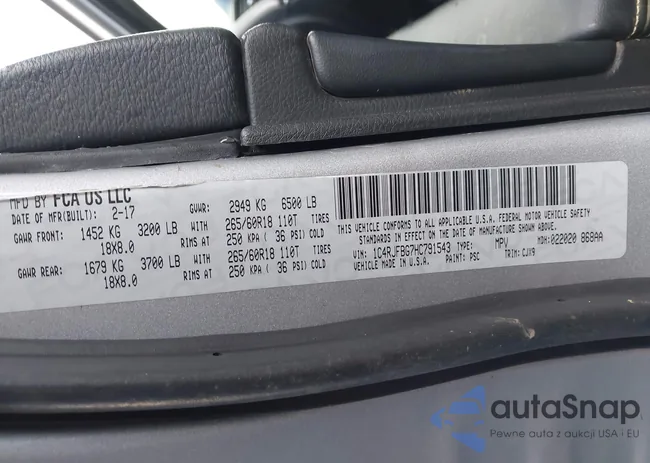 MFD BY FCA US LLC
DATE OF MFR(BUILT): 2-17 GVWR: 2949 KG 6500 LB
GAWR FRONT: 1452 KG 3200 LB WITH 265/60R18 110T TIRES
18X8.0 RIMS AT 250 KPA ( 36 PSI) COLD
GAWR REAR: 1679 KG 3700 LB WITH 265/60R18 110T TIRES
18X8.0 RIMS AT 250 KPA ( 36 PSI) COLD
THIS VEHICLE CONFORMS TO ALL APPLICABLE U.S.A. FEDERAL MOTOR VEHICLE SAFETY
STANDARDS IN EFFECT ON THE DATE OF MANUFACTURE SHOWN ABOVE.
VIN: 1C4RJFBG7HC791543 TYPE: MPV MDH: 022020 868AA
VEHICLE MADE IN U.S.A. PAINT: PSC TRIM: CJX9
autaSnap
Pewne auta z aukcji USA i EU